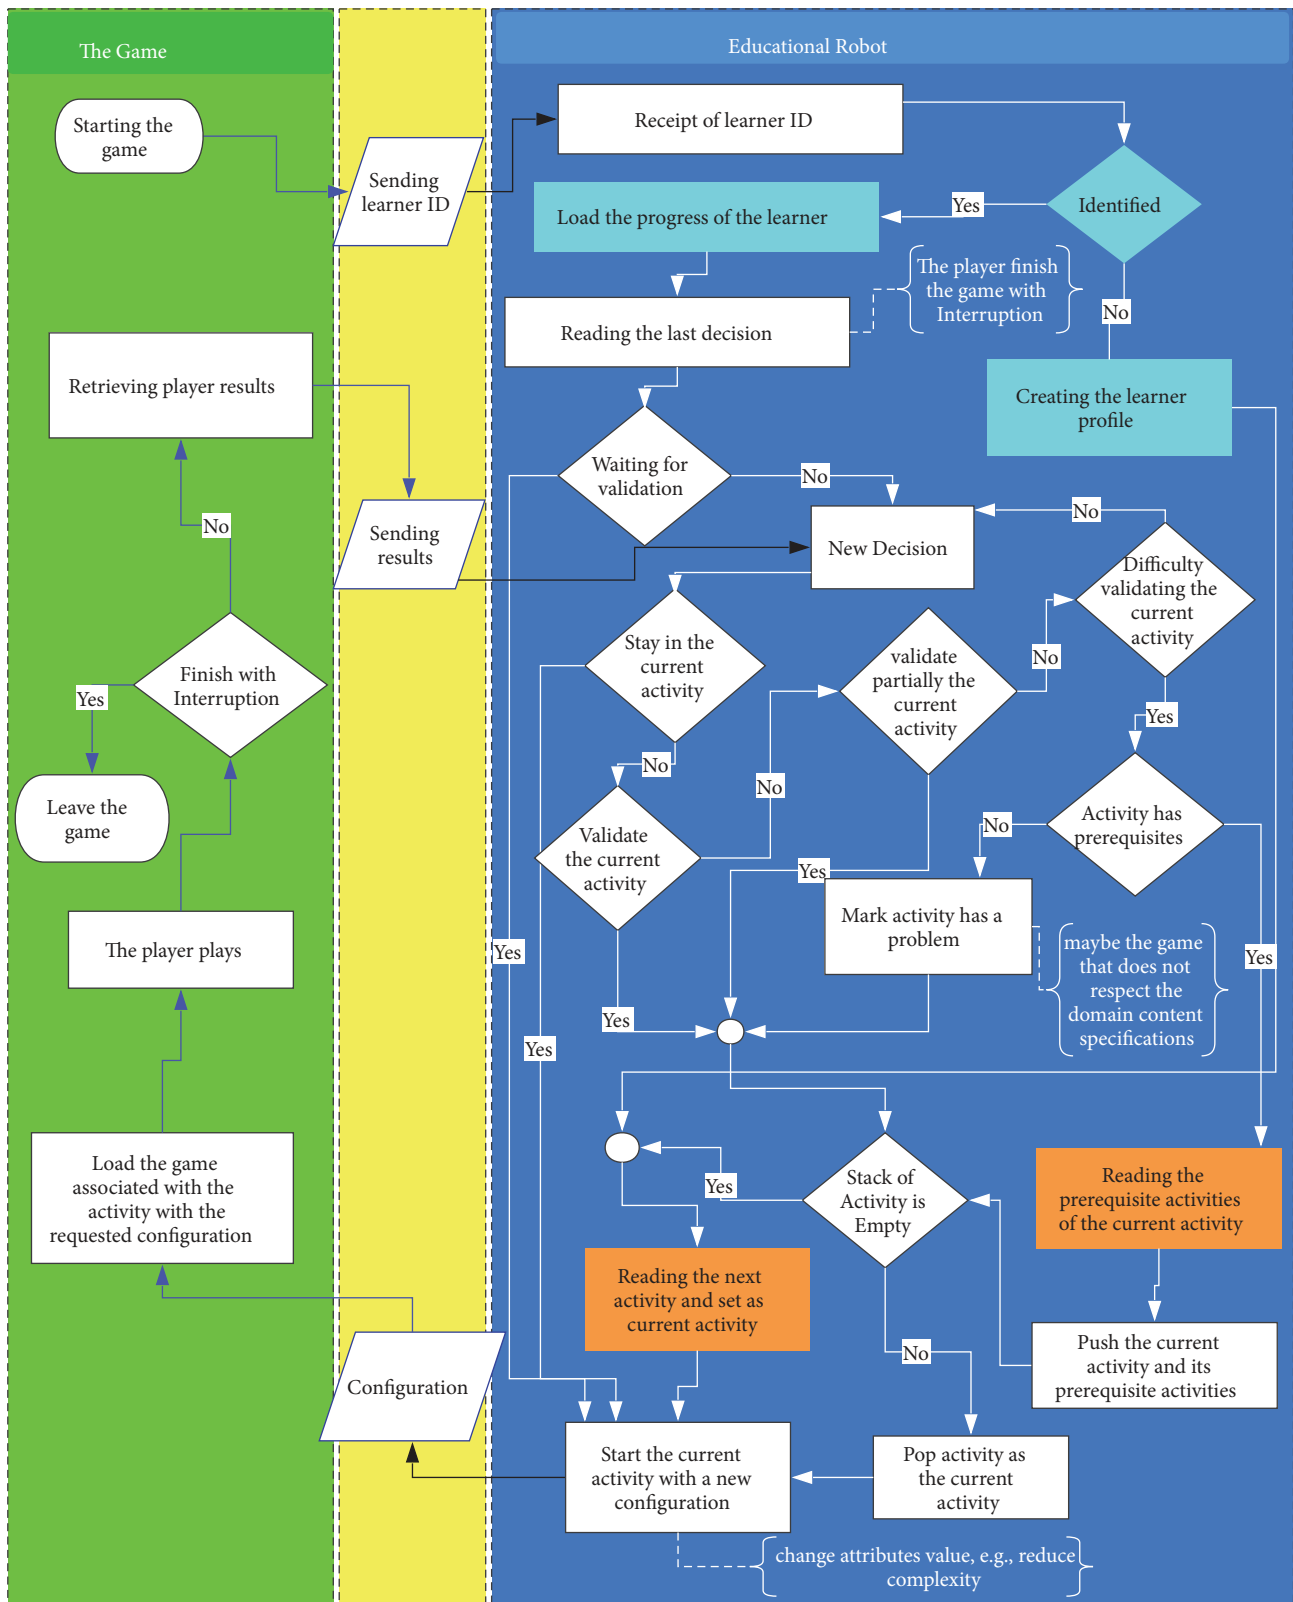 The Game
Educational Robot
Starting the
game
Sending
learner ID
Receipt of learner ID
Identified
Yes
Load the progress of the learner
The player finish
the game with
Interruption
No
Reading the last decision
Retrieving player results
Creating the learner
profile
Waiting for
validation
No
No
New Decision
Sending
results
No
Difficulty
validating the
current
activity
Stay in the
current
activity
validate
partially the
current
activity
No
Finish with
Interruption
Yes
Yes
No
No
Leave the
game
Validate
the current
activity
Activity has
prerequisites
No
Yes
Mark activity has a
problem
The player plays
Yes
maybe the game
that does not
respect the
domain content
specifications
Yes
Yes
Yes
Load the game
associated with the
activity with the
requested configuration
Yes
Stack of
Activity is
Empty
Reading the
prerequisite activities
of the current activity
Reading the next
activity and set as
current activity
No
Push the current
activity and its
prerequisite activities
Configuration
Start the current
activity with a new
configuration
Pop activity as
the current
activity
change attributes value, e.g., reduce
complexity